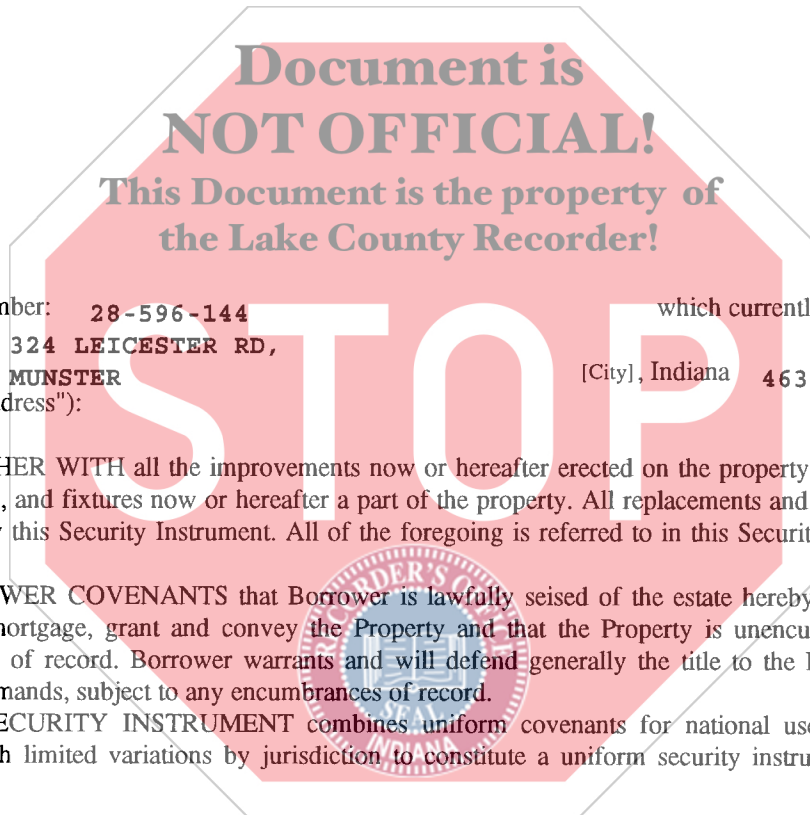 Document is
NOT OFFICIAL!
This Document is the property of
the Lake County Recorder!
STOP
mber: 28-596-144 which currentl
324 LEICESTER RD,
MUNSTER [City], Indiana 463
dress"):
HER WITH all the improvements now or hereafter erected on the property
, and fixtures now or hereafter a part of the property. All replacements and
this Security Instrument. All of the foregoing is referred to in this Securit
WER COVENANTS that Borrower is lawfully seised of the estate hereby
ortgage, grant and convey the Property and that the Property is unencu
of record. Borrower warrants and will defend generally the title to the
mands, subject to any encumbrances of record.
ECURITY INSTRUMENT combines uniform covenants for national use
h limited variations by jurisdiction to constitute a uniform security instru
RECORDER'S OFFICE
SEAL
INDIANA